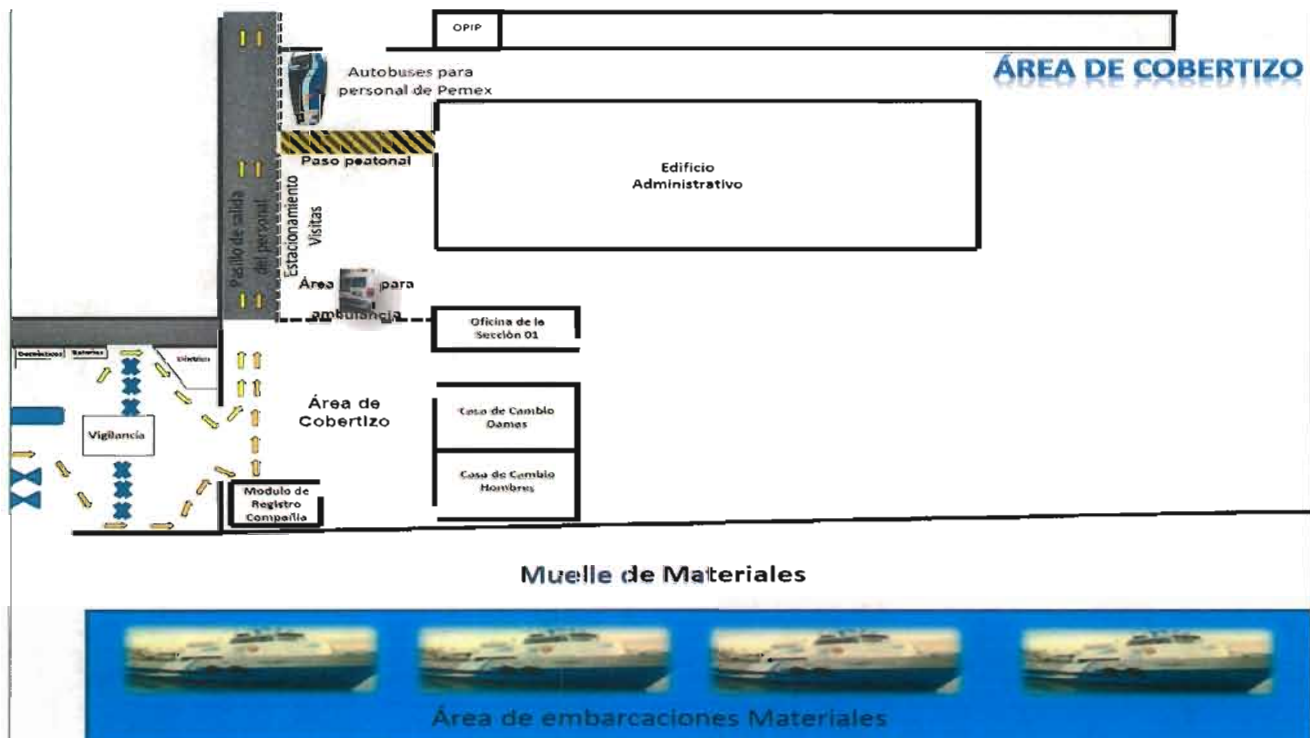 OPIP
ÁREA DE COBERTIZO
Autobuses para
personal de Pemex
Paso peatonal
Edificio
Administrativo
Pasillo de salida
del personal
Estacionamiento
Visitas
Área para
ambulancia
Oficina de la
Sección 01
Área de
Cobertizo
Vigilancia
Casa de Cambio
Damas
Casa de Cambio
Hombres
Modulo de
Registro
Compañía
Muelle de Materiales
Área de embarcaciones Materiales